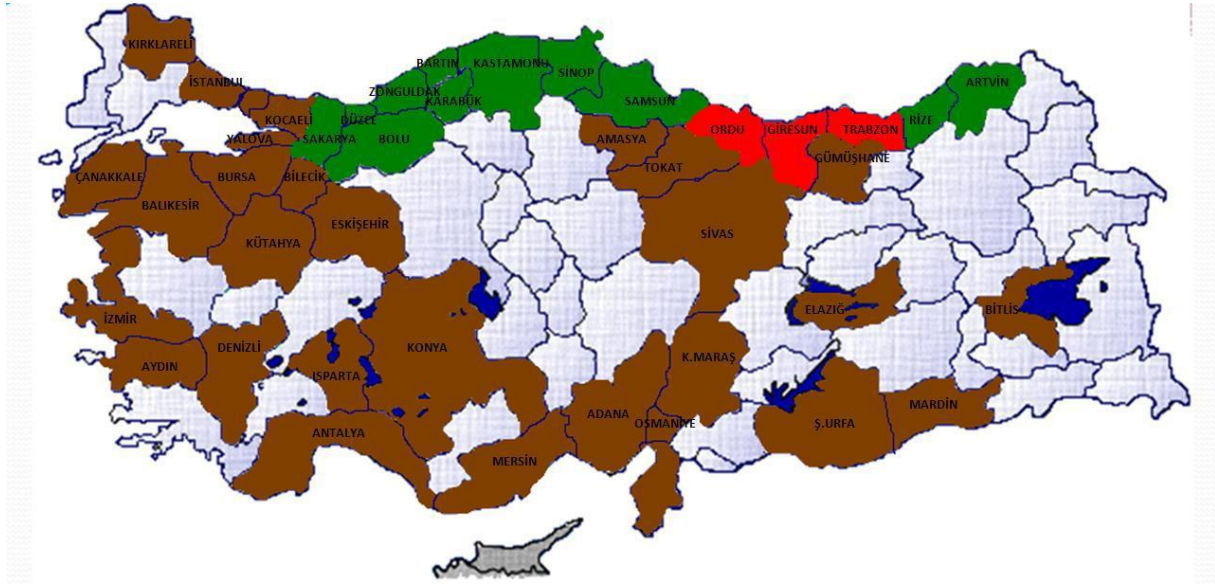 KIRKLARELİ
İSTANBUL
KOCAELİ
YALOVA
SAKARYA
DÜZCE
BOLU
ZONGULDAK
BARTIN
KARABÜK
KASTAMONU
SİNOP
SAMSUN
AMASYA
TOKAT
ORDU
GİRESUN
TRABZON
GÜMÜŞHANE
RİZE
ARTVİN
ÇANAKKALE
BALIKESİR
BURSA
BİLECİK
KÜTAHYA
ESKİŞEHİR
SİVAS
İZMİR
AYDIN
DENİZLİ
ISPARTA
KONYA
ANTALYA
MERSİN
ADANA
OSMANİYE
K.MARAŞ
ELAZIĞ
BİTLİS
Ş.URFA
MARDİN